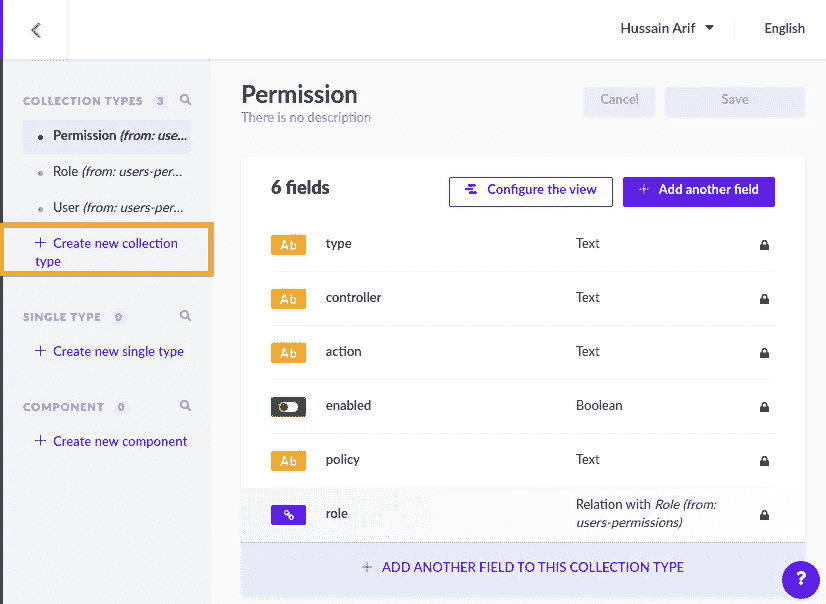 Hussain Arif
English
COLLECTION TYPES 3
Permission (from: use...
Role (from: users-per...
User (from: users-per...
+ Create new collection
type
SINGLE TYPE 0
+ Create new single type
COMPONENT 0
+ Create new component
Permission
There is no description
Cancel
Save
6 fields
Configure the view
+ Add another field
Ab type Text
Ab controller Text
Ab action Text
enabled Boolean
Ab policy Text
role Relation with Role (from:
users-permissions)
+ ADD ANOTHER FIELD TO THIS COLLECTION TYPE
?